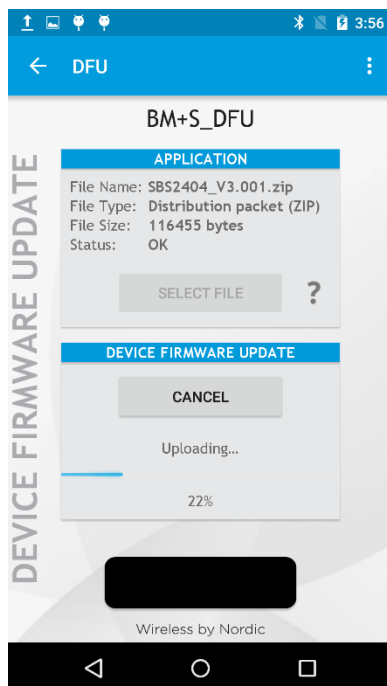 3:56
DFU
BM+S_DFU
DEVICE FIRMWARE UPDATE
APPLICATION
File Name: SBS2404_V3.001.zip
File Type: Distribution packet (ZIP)
File Size: 116455 bytes
Status: OK
SELECT FILE ?
DEVICE FIRMWARE UPDATE
CANCEL
Uploading...
22%
Wireless by Nordic